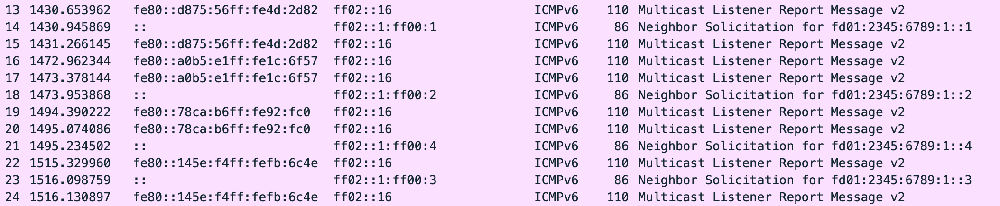 13 1430.653962 fe80::d875:56ff:fe4d:2d82 ff02::16 ICMPv6 110 Multicast Listener Report Message v2
14 1430.945869 :: ff02::1:ff00:1 ICMPv6 86 Neighbor Solicitation for fd01:2345:6789:1::1
15 1431.266145 fe80::d875:56ff:fe4d:2d82 ff02::16 ICMPv6 110 Multicast Listener Report Message v2
16 1472.962344 fe80::a0b5:e1ff:fe1c:6f57 ff02::16 ICMPv6 110 Multicast Listener Report Message v2
17 1473.378144 fe80::a0b5:e1ff:fe1c:6f57 ff02::16 ICMPv6 110 Multicast Listener Report Message v2
18 1473.953868 :: ff02::1:ff00:2 ICMPv6 86 Neighbor Solicitation for fd01:2345:6789:1::2
19 1494.390222 fe80::78ca:b6ff:fe92:fc0 ff02::16 ICMPv6 110 Multicast Listener Report Message v2
20 1495.074086 fe80::78ca:b6ff:fe92:fc0 ff02::16 ICMPv6 110 Multicast Listener Report Message v2
21 1495.234502 :: ff02::1:ff00:4 ICMPv6 86 Neighbor Solicitation for fd01:2345:6789:1::4
22 1515.329960 fe80::145e:f4ff:fefb:6c4e ff02::16 ICMPv6 110 Multicast Listener Report Message v2
23 1516.098759 :: ff02::1:ff00:3 ICMPv6 86 Neighbor Solicitation for fd01:2345:6789:1::3
24 1516.130897 fe80::145e:f4ff:fefb:6c4e ff02::16 ICMPv6 110 Multicast Listener Report Message v2